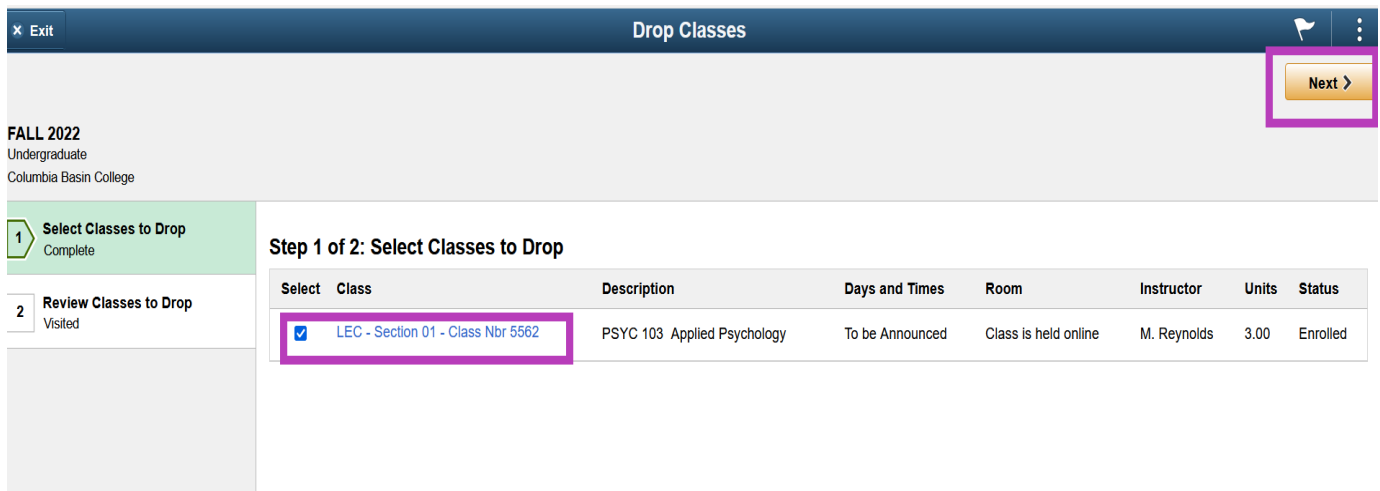 × Exit
Drop Classes
Next >
FALL 2022
Undergraduate
Columbia Basin College
1 Select Classes to Drop
Complete
2 Review Classes to Drop
Visited
Step 1 of 2: Select Classes to Drop
Select Class Description Days and Times Room Instructor Units Status
LEC - Section 01 - Class Nbr 5562 PSYC 103 Applied Psychology To be Announced Class is held online M. Reynolds 3.00 Enrolled